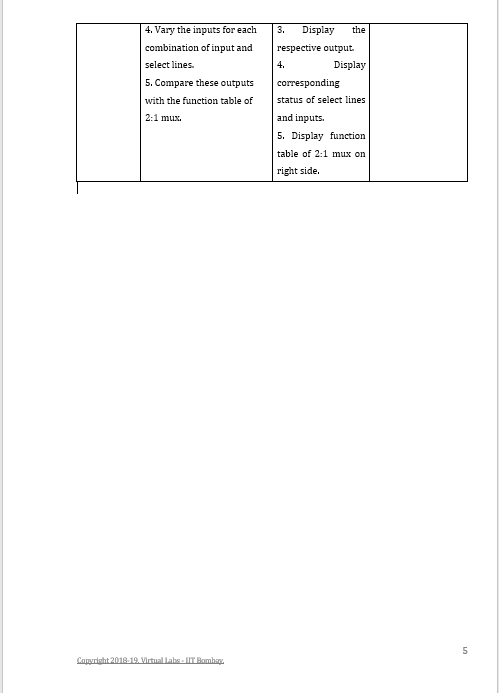 4. Vary the inputs for each
combination of input and
select lines.
5. Compare these outputs
with the function table of
2:1 mux.
3. Display the
respective output.
4. Display
corresponding
status of select lines
and inputs.
5. Display function
table of 2:1 mux on
right side.
5
Copyright 2018-19. Virtual Labs - IIT Bombay.